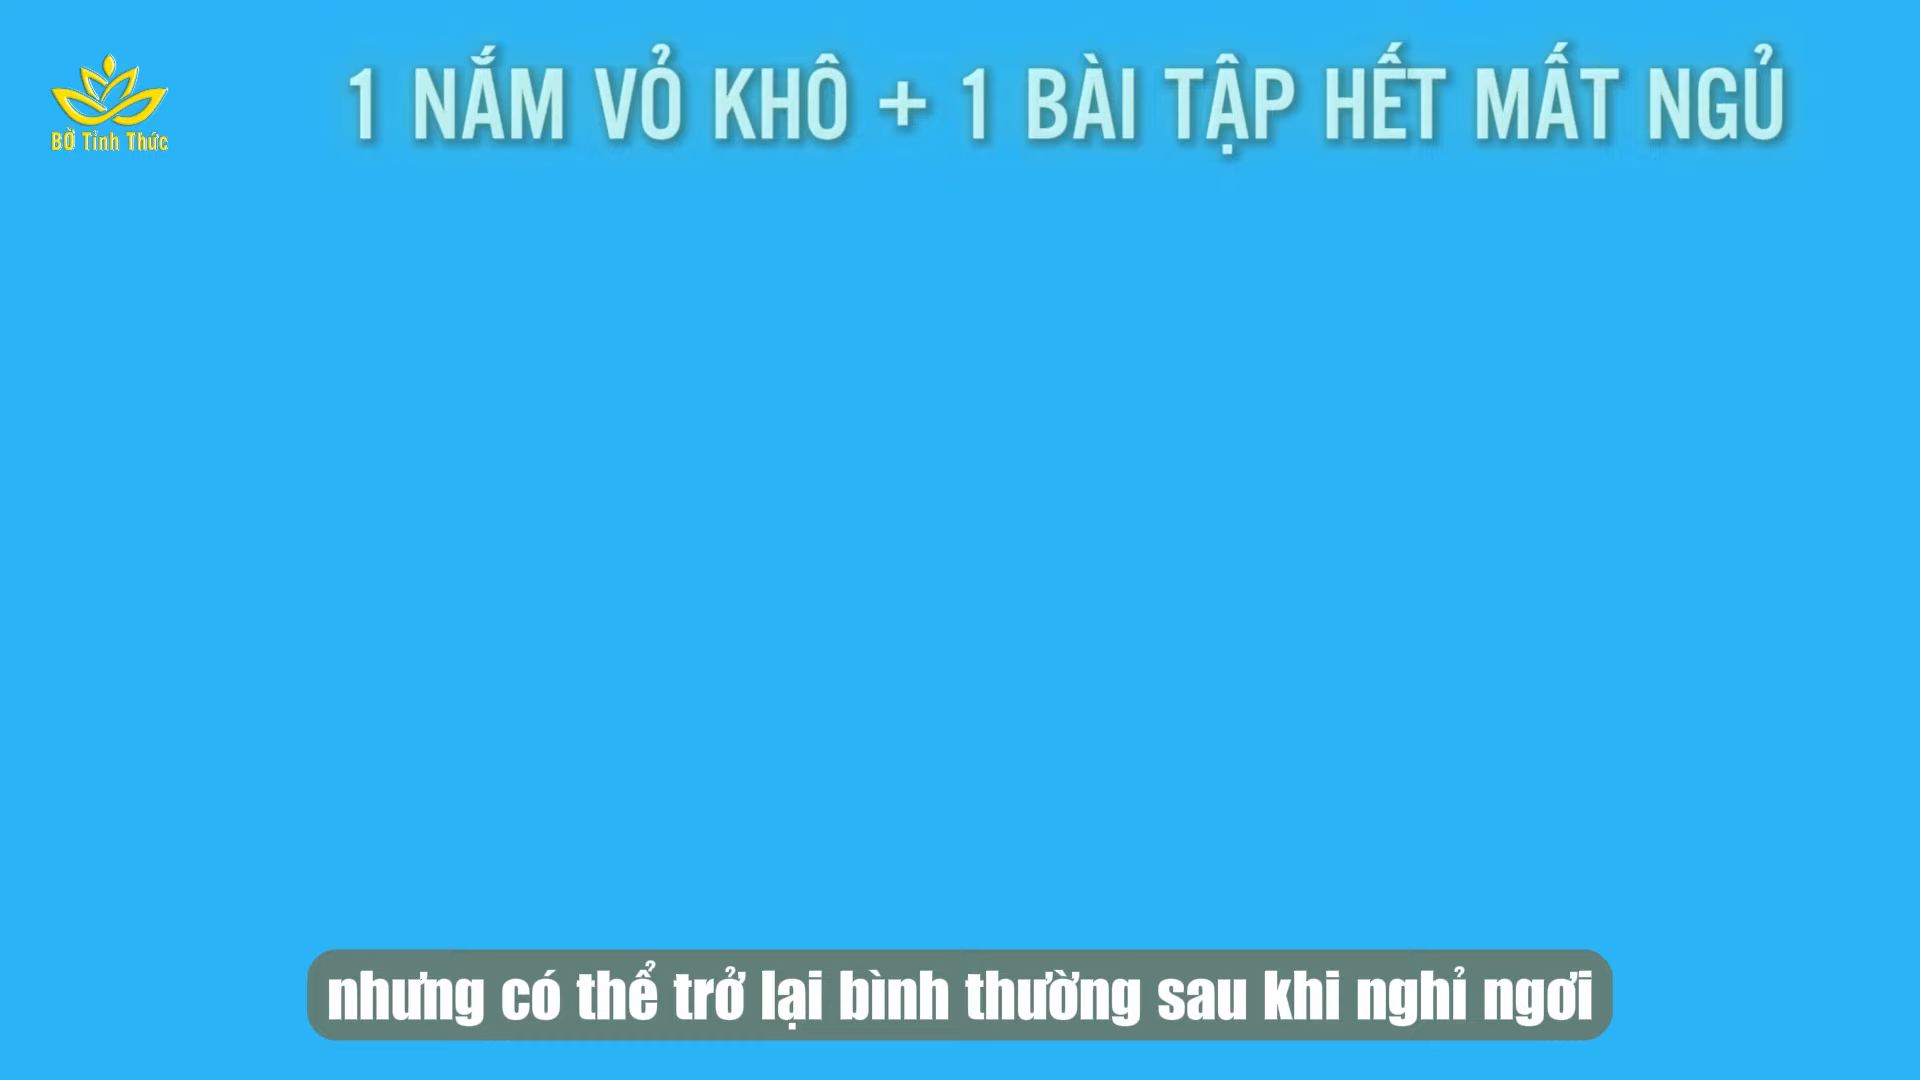 1 NẮM VỎ KHÔ + 1 BÀI TẬP HẾT MẤT NGỦ
BỜ Tỉnh Thức
nhưng có thể trở lại bình thường sau khi nghỉ ngơi